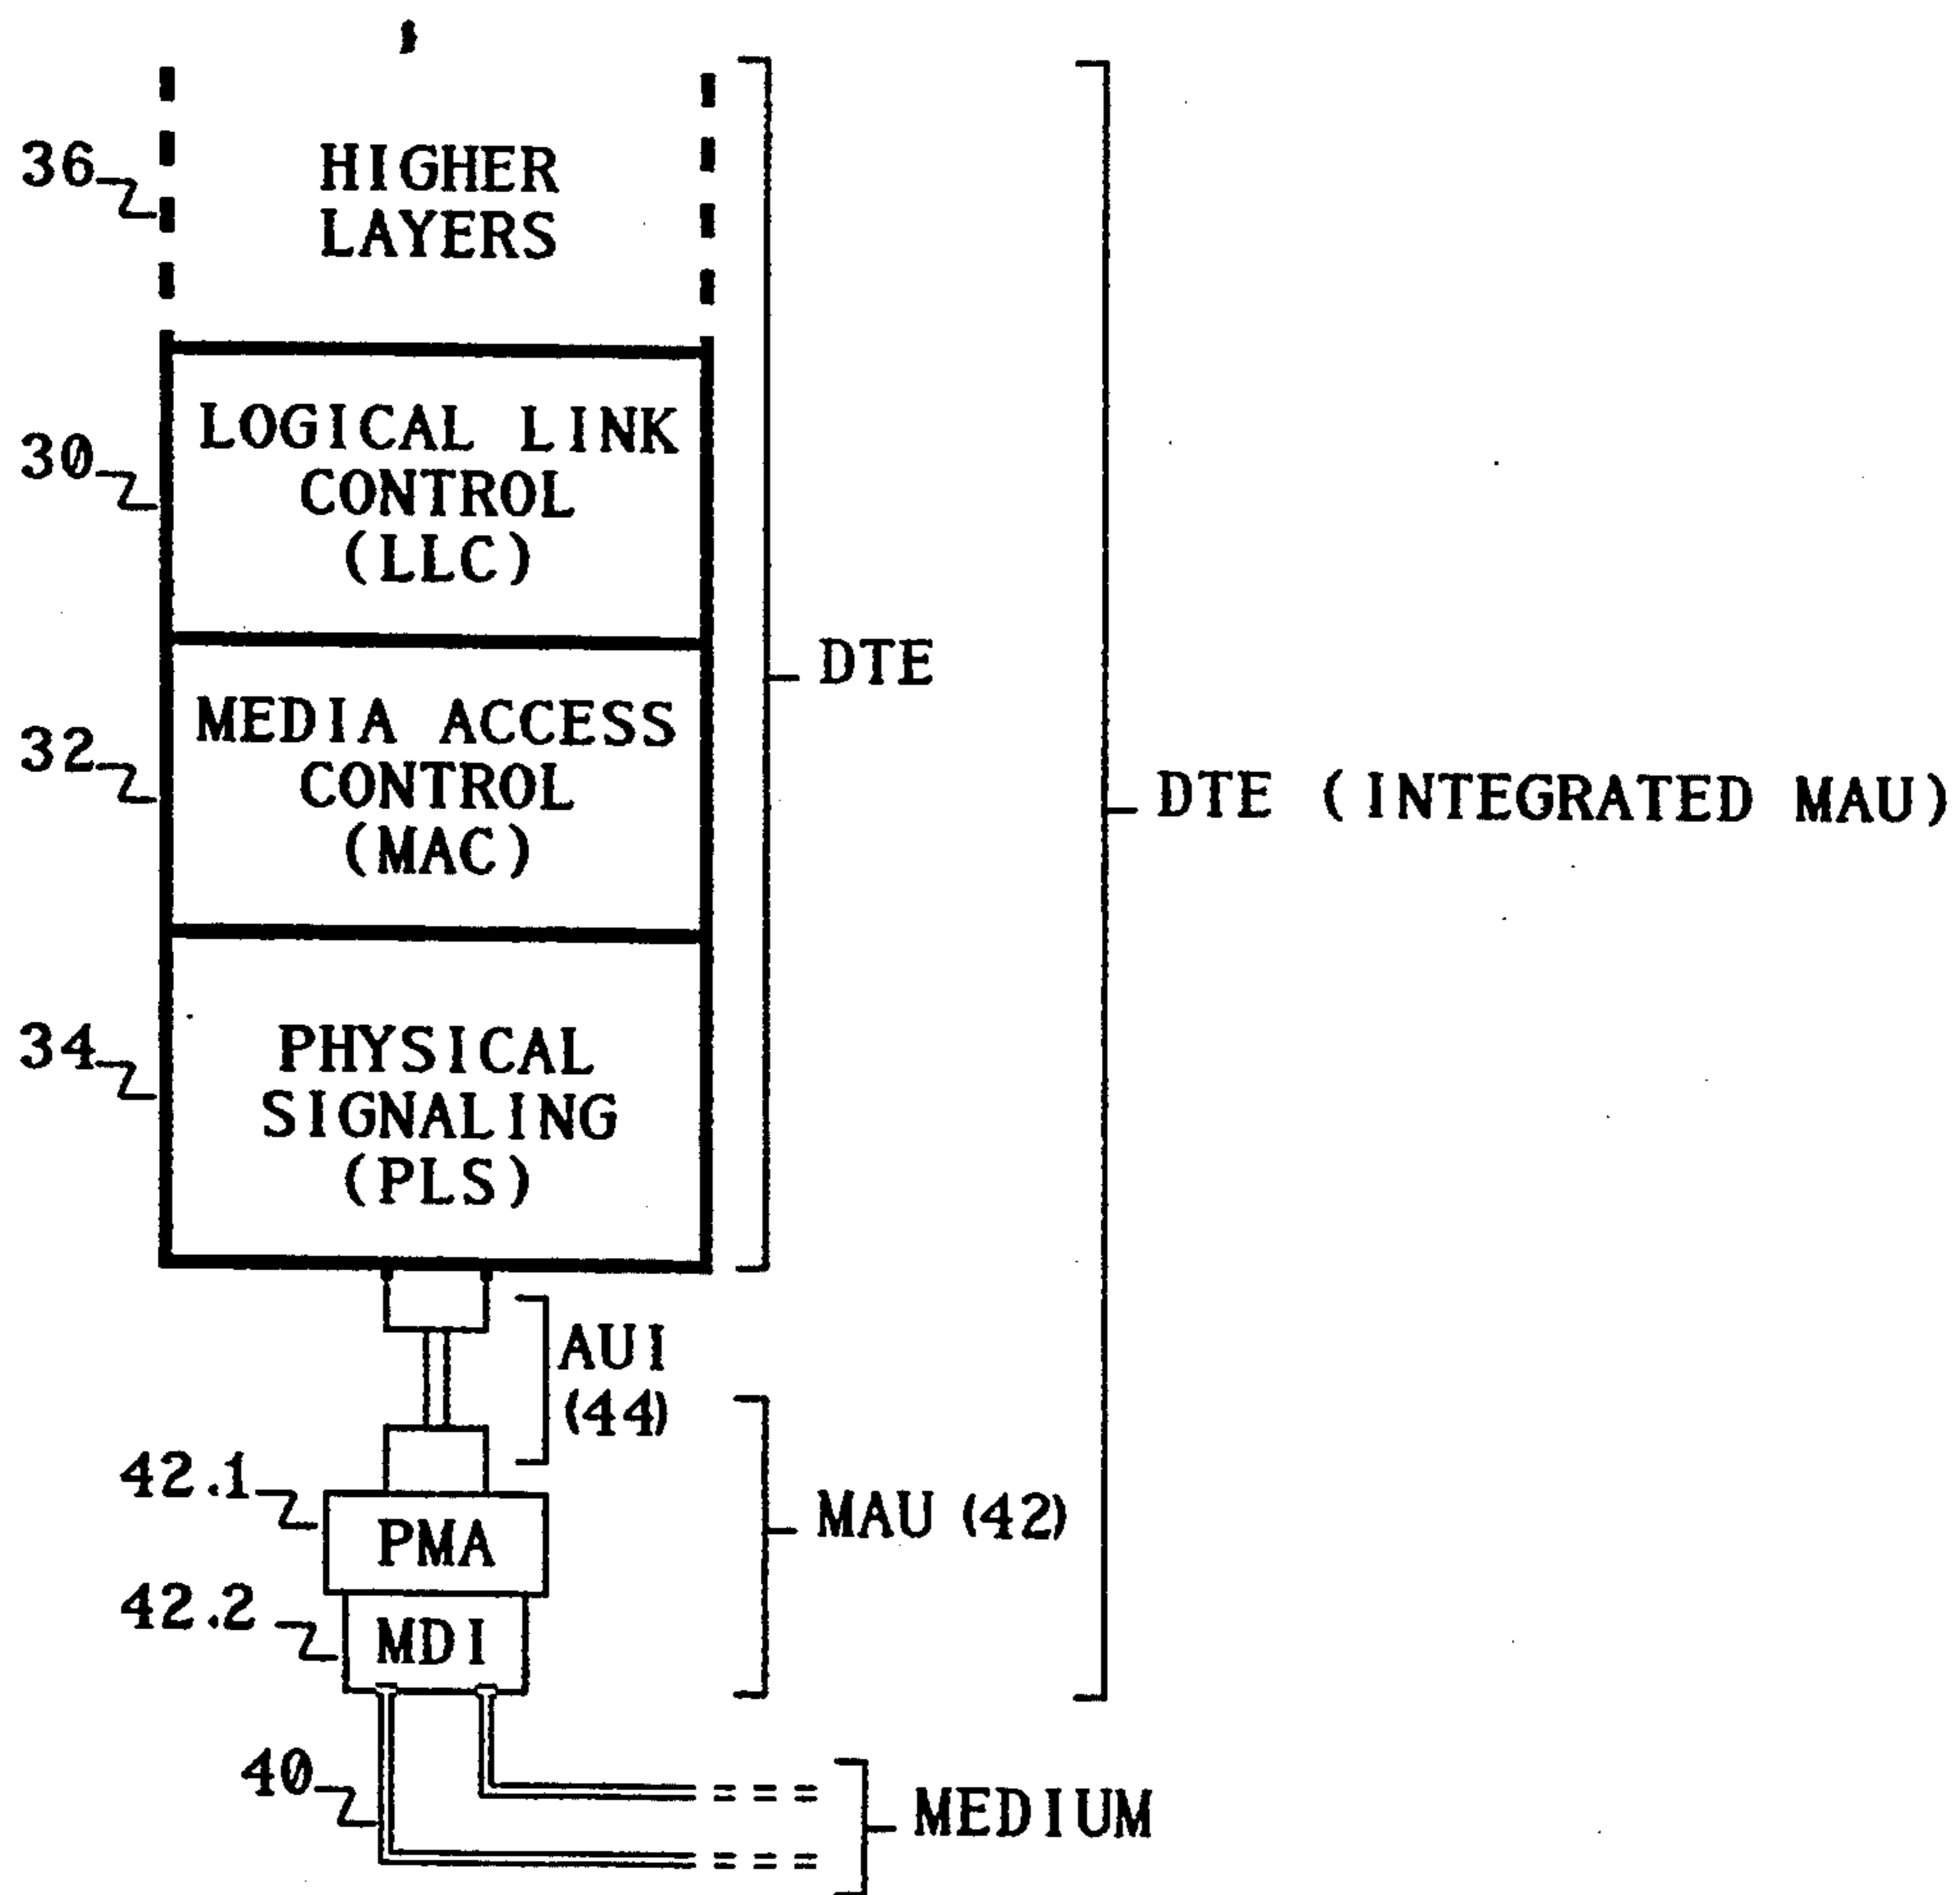 36
HIGHER
LAYERS
30
LOGICAL LINK
CONTROL
(LLC)
DTE
32
MEDIA ACCESS
CONTROL
(MAC)
DTE (INTEGRATED MAU)
34
PHYSICAL
SIGNALING
(PLS)
AUI
(44)
42.1
PMA
MAU (42)
42.2
MDI
40
MEDIUM